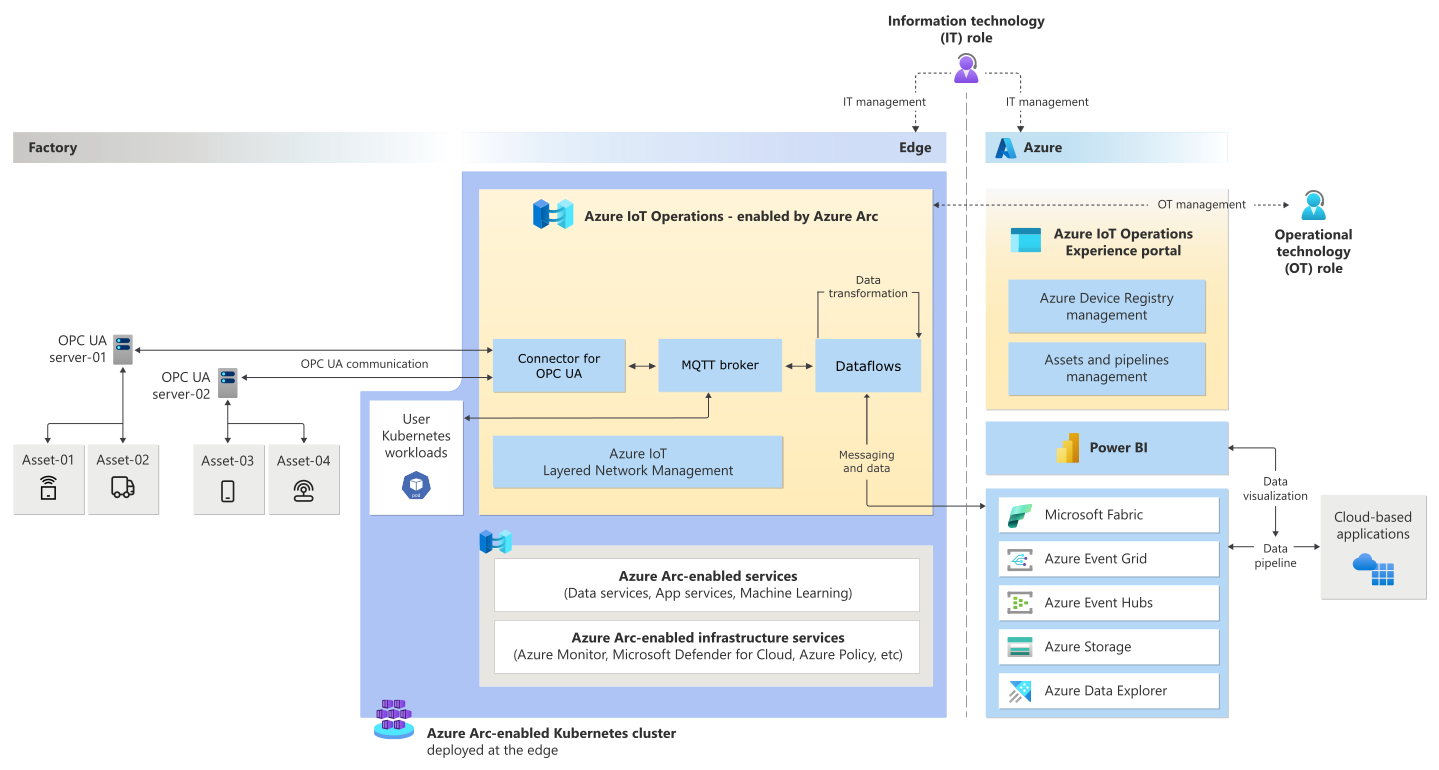 Information technology
(IT) role
IT management
IT management
Factory
Edge
Azure
Azure IoT Operations - enabled by Azure Arc
OT management
Operational
technology
(OT) role
Azure IoT Operations
Experience portal
Azure Device Registry
management
Assets and pipelines
management
Data
transformation
OPC UA
server-01
OPC UA communication
OPC UA
server-02
Connector for
OPC UA
MQTT broker
Dataflows
User
Kubernetes
workloads
pod
Azure IoT
Layered Network Management
Messaging
and data
Asset-01
Asset-02
Asset-03
Asset-04
Power BI
Data
visualization
Data
pipeline
Cloud-based
applications
Microsoft Fabric
Azure Event Grid
Azure Event Hubs
Azure Storage
Azure Data Explorer
Azure Arc-enabled services
(Data services, App services, Machine Learning)
Azure Arc-enabled infrastructure services
(Azure Monitor, Microsoft Defender for Cloud, Azure Policy, etc)
Azure Arc-enabled Kubernetes cluster
deployed at the edge